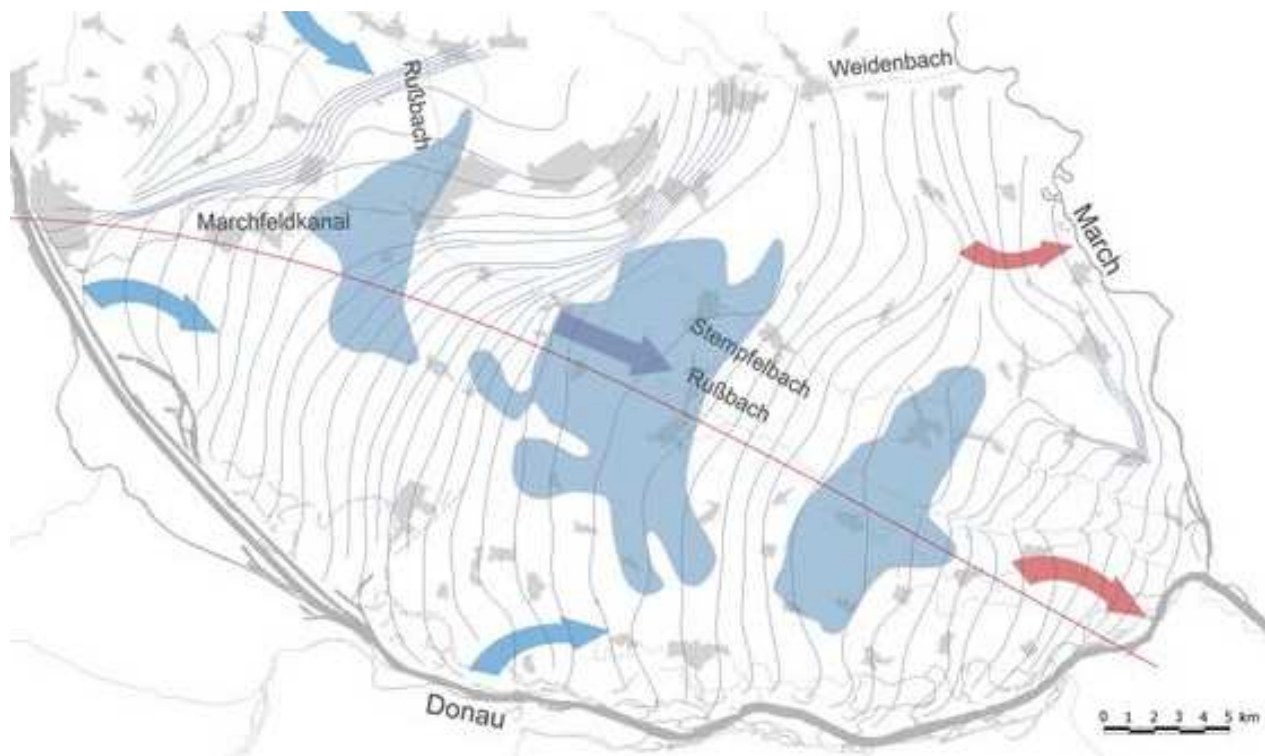 Weidenbach
Rußbach
Marchfeldkanal
March
Stempfelbach
Rußbach
Donau
0 1 2 3 4 5 km